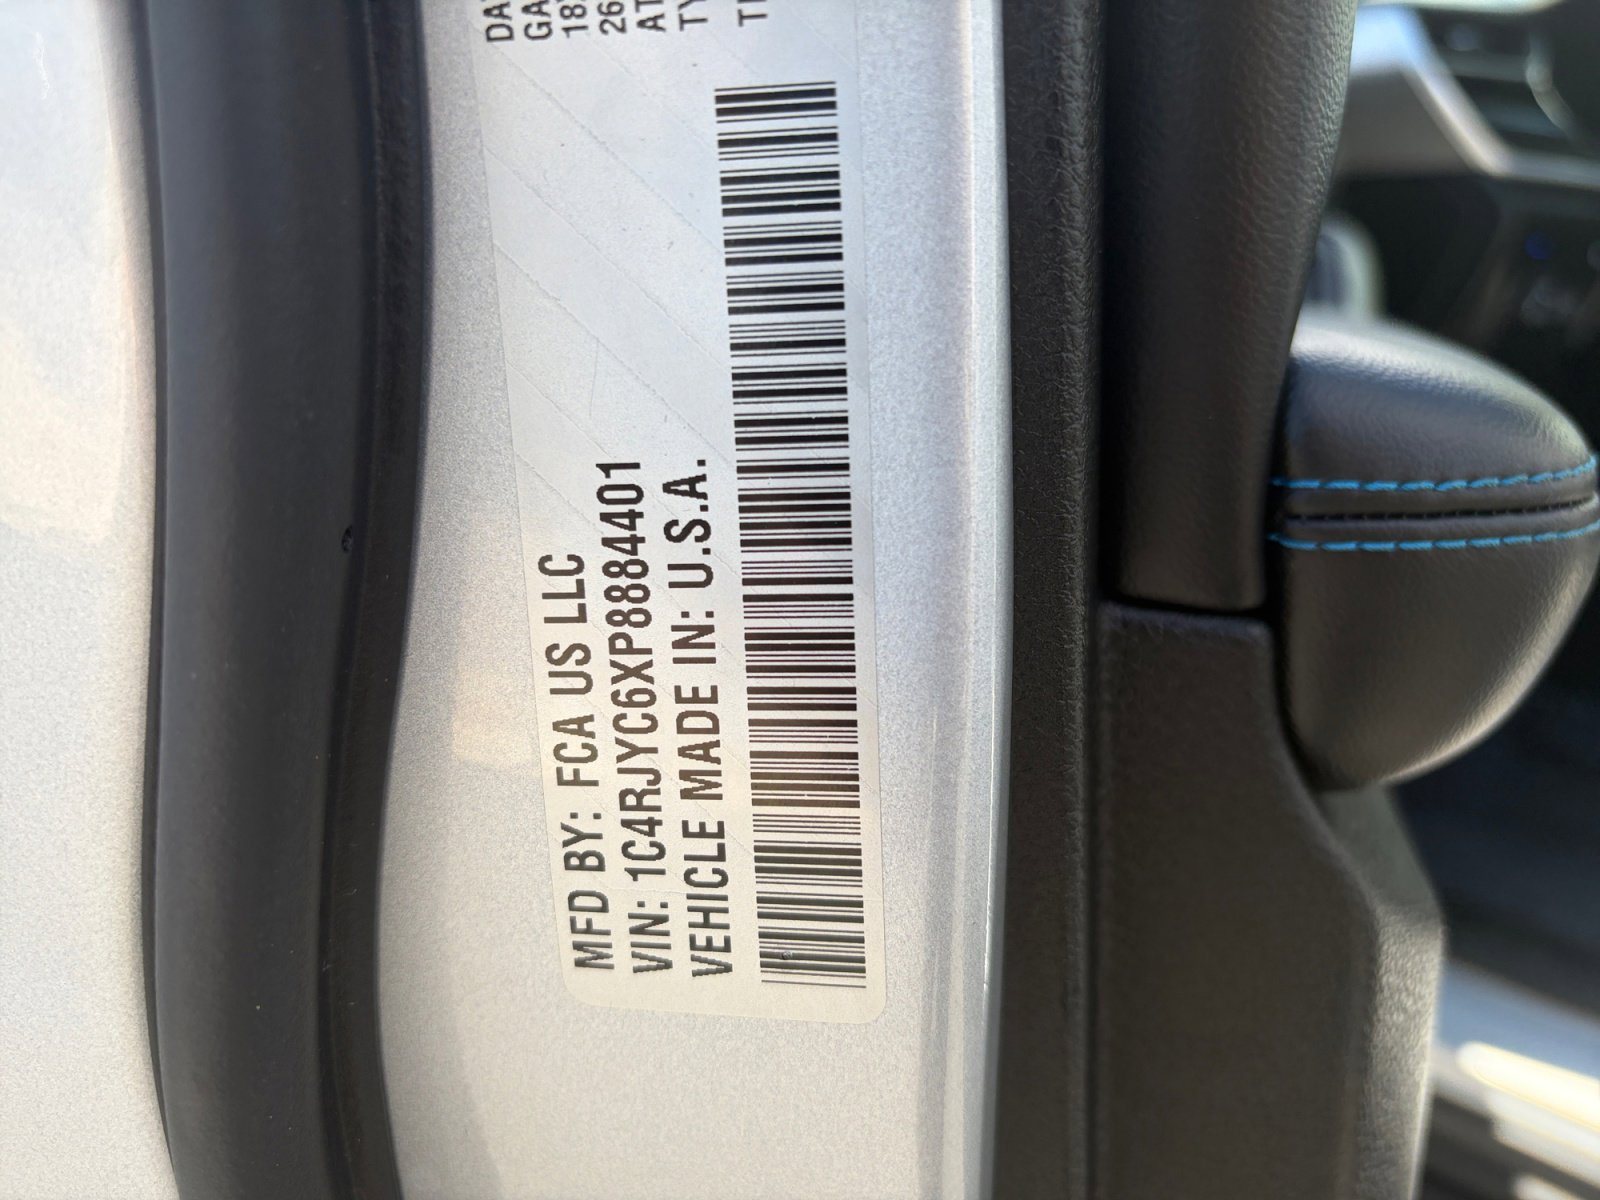 MFD BY: FCA US LLC
VIN: 1C4RJYC6XP8884401
VEHICLE MADE IN: U.S.A.